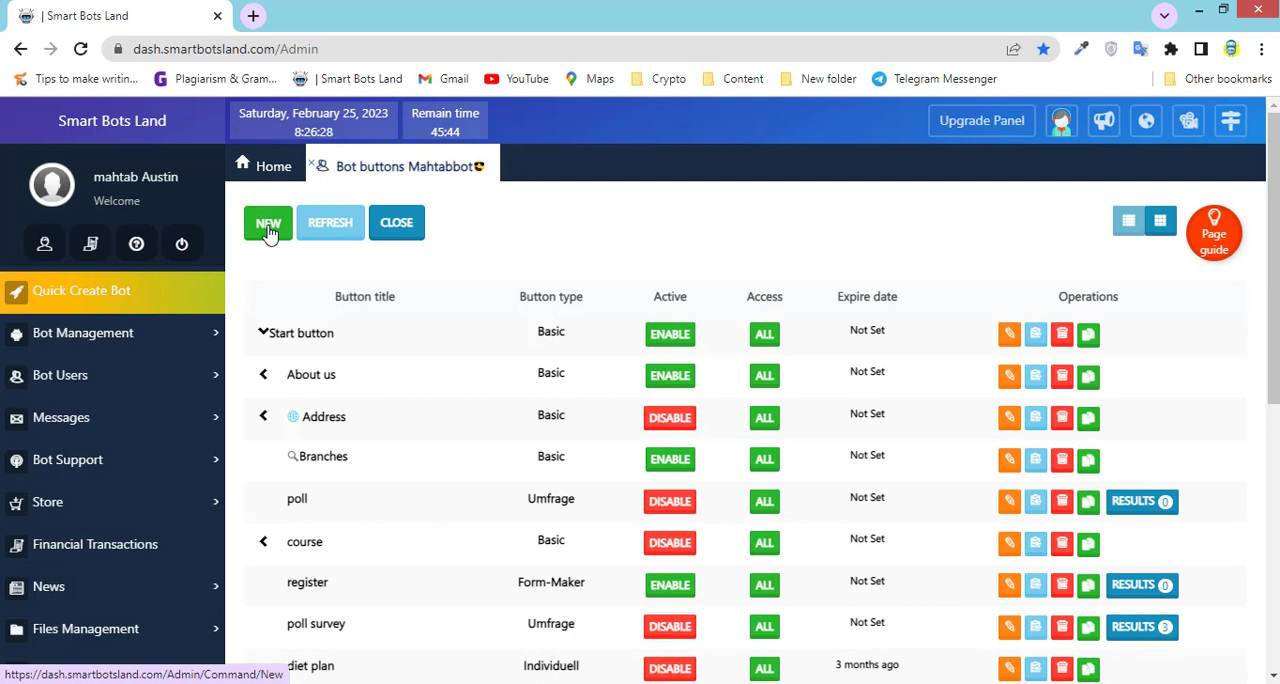 | Smart Bots Land
dash.smartbotsland.com/Admin
Tips to make writin... Plagiarism & Gram... | Smart Bots Land Gmail YouTube Maps Crypto Content New folder Telegram Messenger Other bookmarks
Smart Bots Land
Saturday, February 25, 2023
8:26:28
Remain time
45:44
Upgrade Panel
mahtab Austin
Welcome
Home
Bot buttons Mahtabbot
NEW REFRESH CLOSE
Page
guide
Quick Create Bot
Bot Management
Bot Users
Messages
Bot Support
Store
Financial Transactions
News
Files Management
Button title Button type Active Access Expire date Operations
Start button Basic ENABLE ALL Not Set
About us Basic ENABLE ALL Not Set
Address Basic DISABLE ALL Not Set
Branches Basic ENABLE ALL Not Set
poll Umfrage DISABLE ALL Not Set RESULTS 0
course Basic DISABLE ALL Not Set
register Form-Maker ENABLE ALL Not Set RESULTS 0
poll survey Umfrage DISABLE ALL Not Set RESULTS 3
diet plan Individuell DISABLE ALL 3 months ago
https://dash.smartbotsland.com/Admin/Command/New